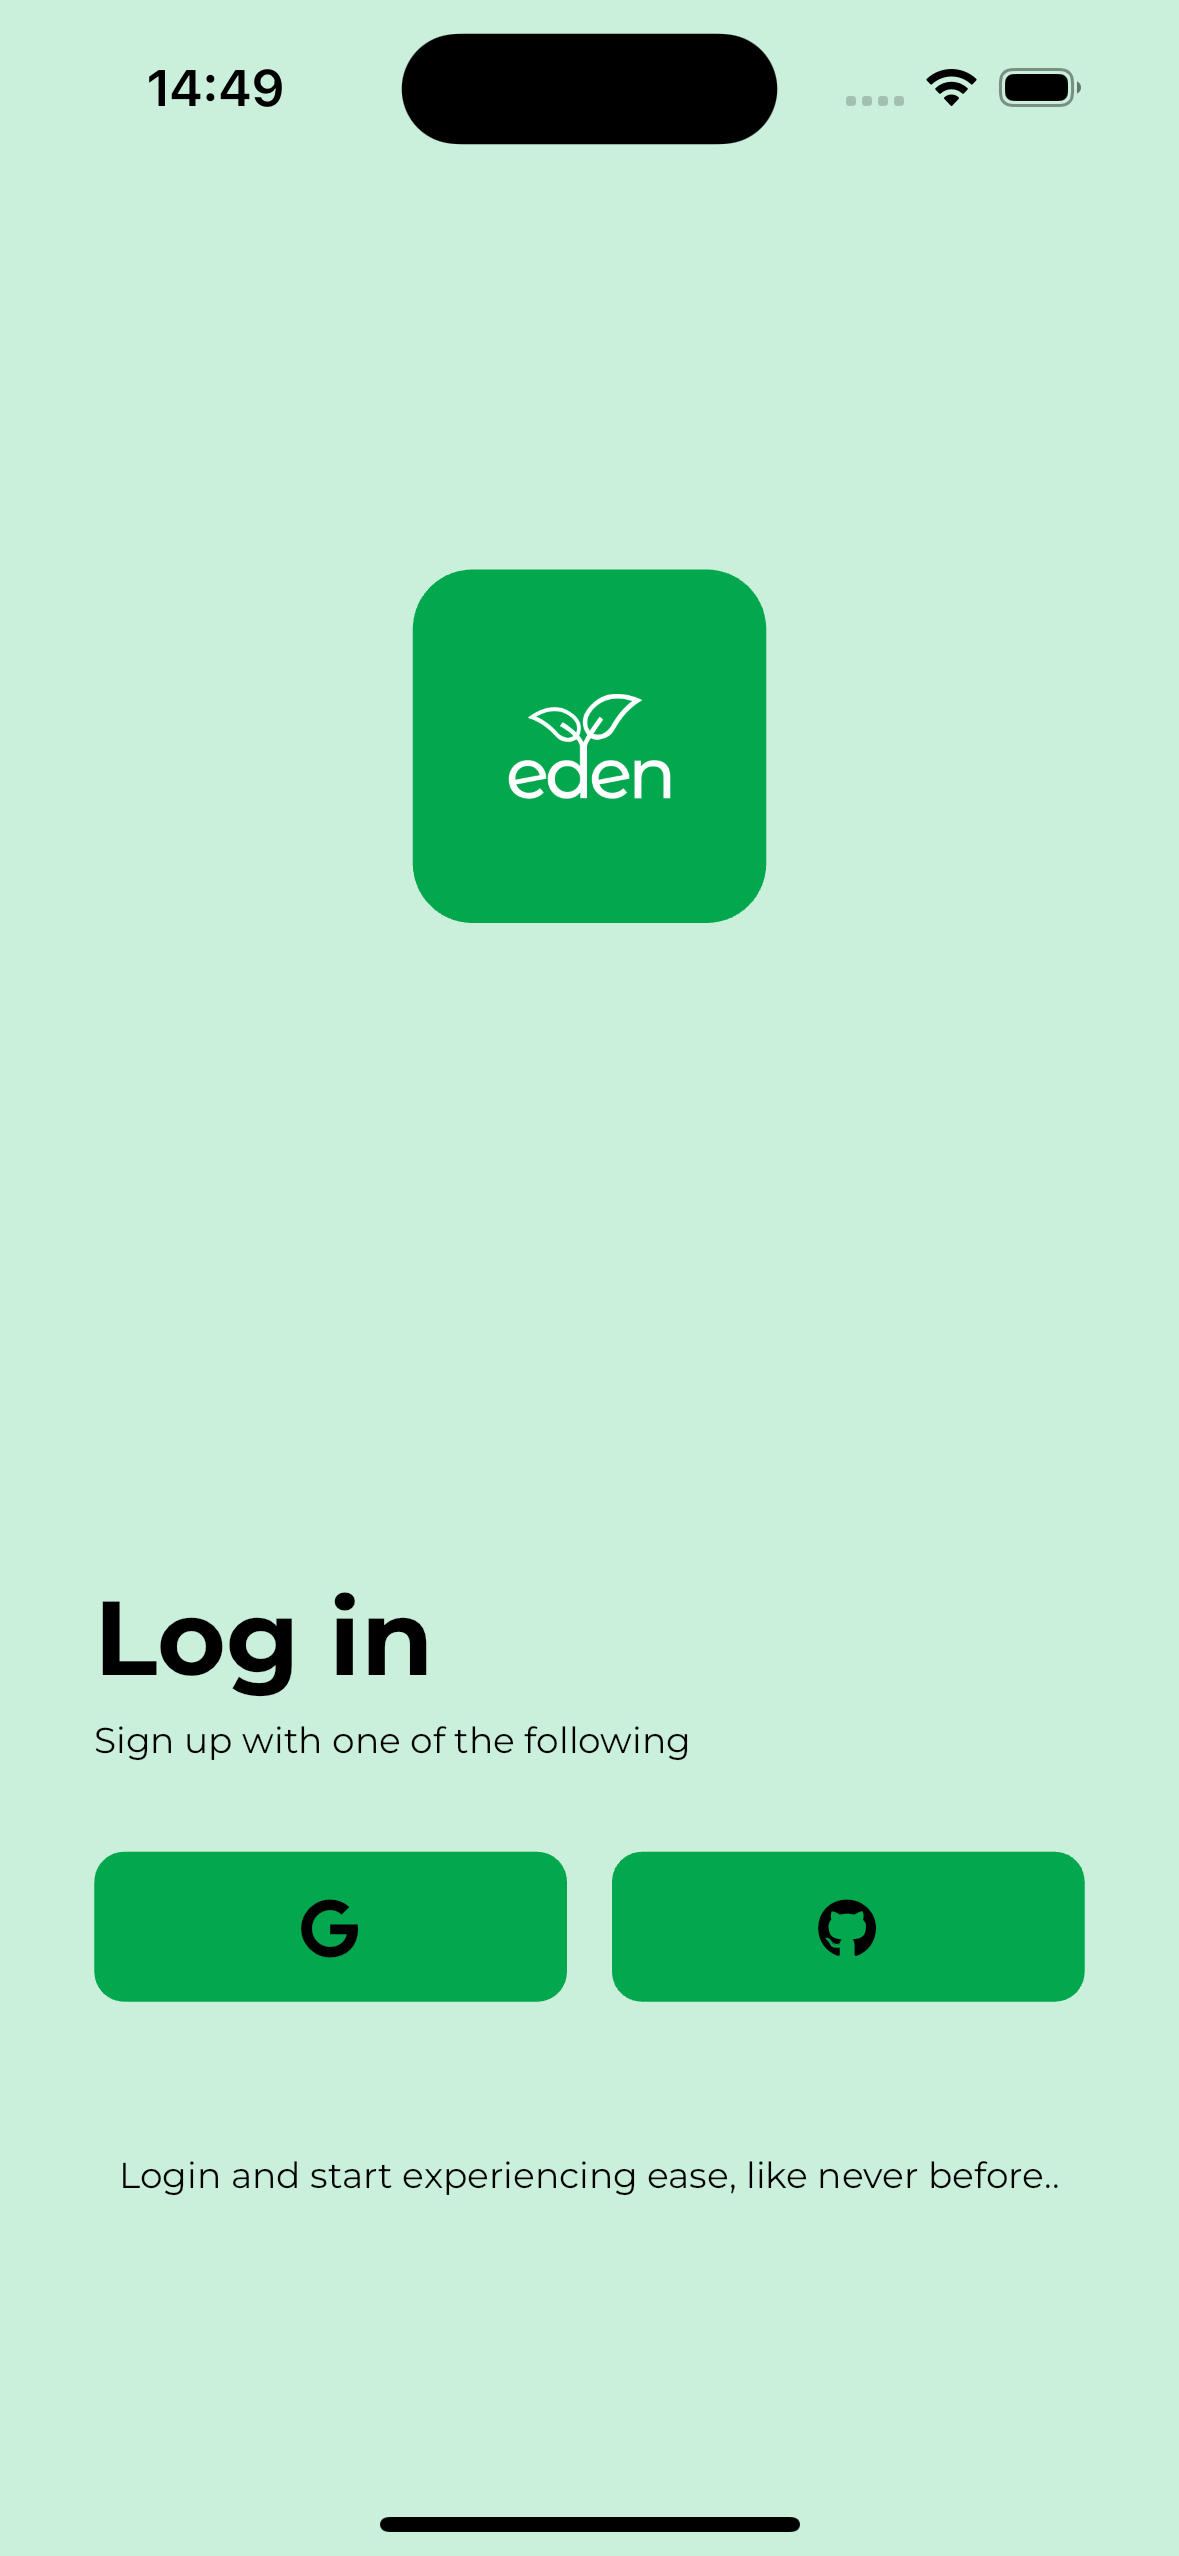 14:49
eden
Log in
Sign up with one of the following
G
Login and start experiencing ease, like never before..